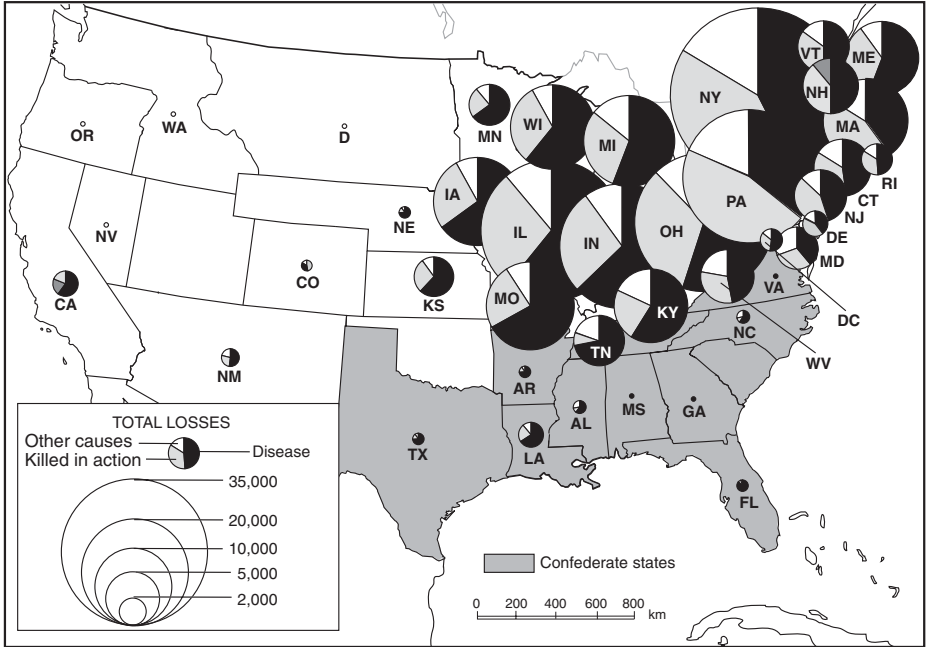 VT
ME
NY
NH
MN
WI
MI
MA
OR
WA
D
RI
CT
IA
NJ
PA
NE
IL
IN
OH
DE
NV
MD
CO
KS
MO
VA
CA
KY
DC
NC
TN
WV
NM
AR
AL
MS
GA
TX
LA
FL
TOTAL LOSSES
Other causes
Killed in action
Disease
35,000
20,000
10,000
5,000
2,000
Confederate states
0 200 400 600 800
km